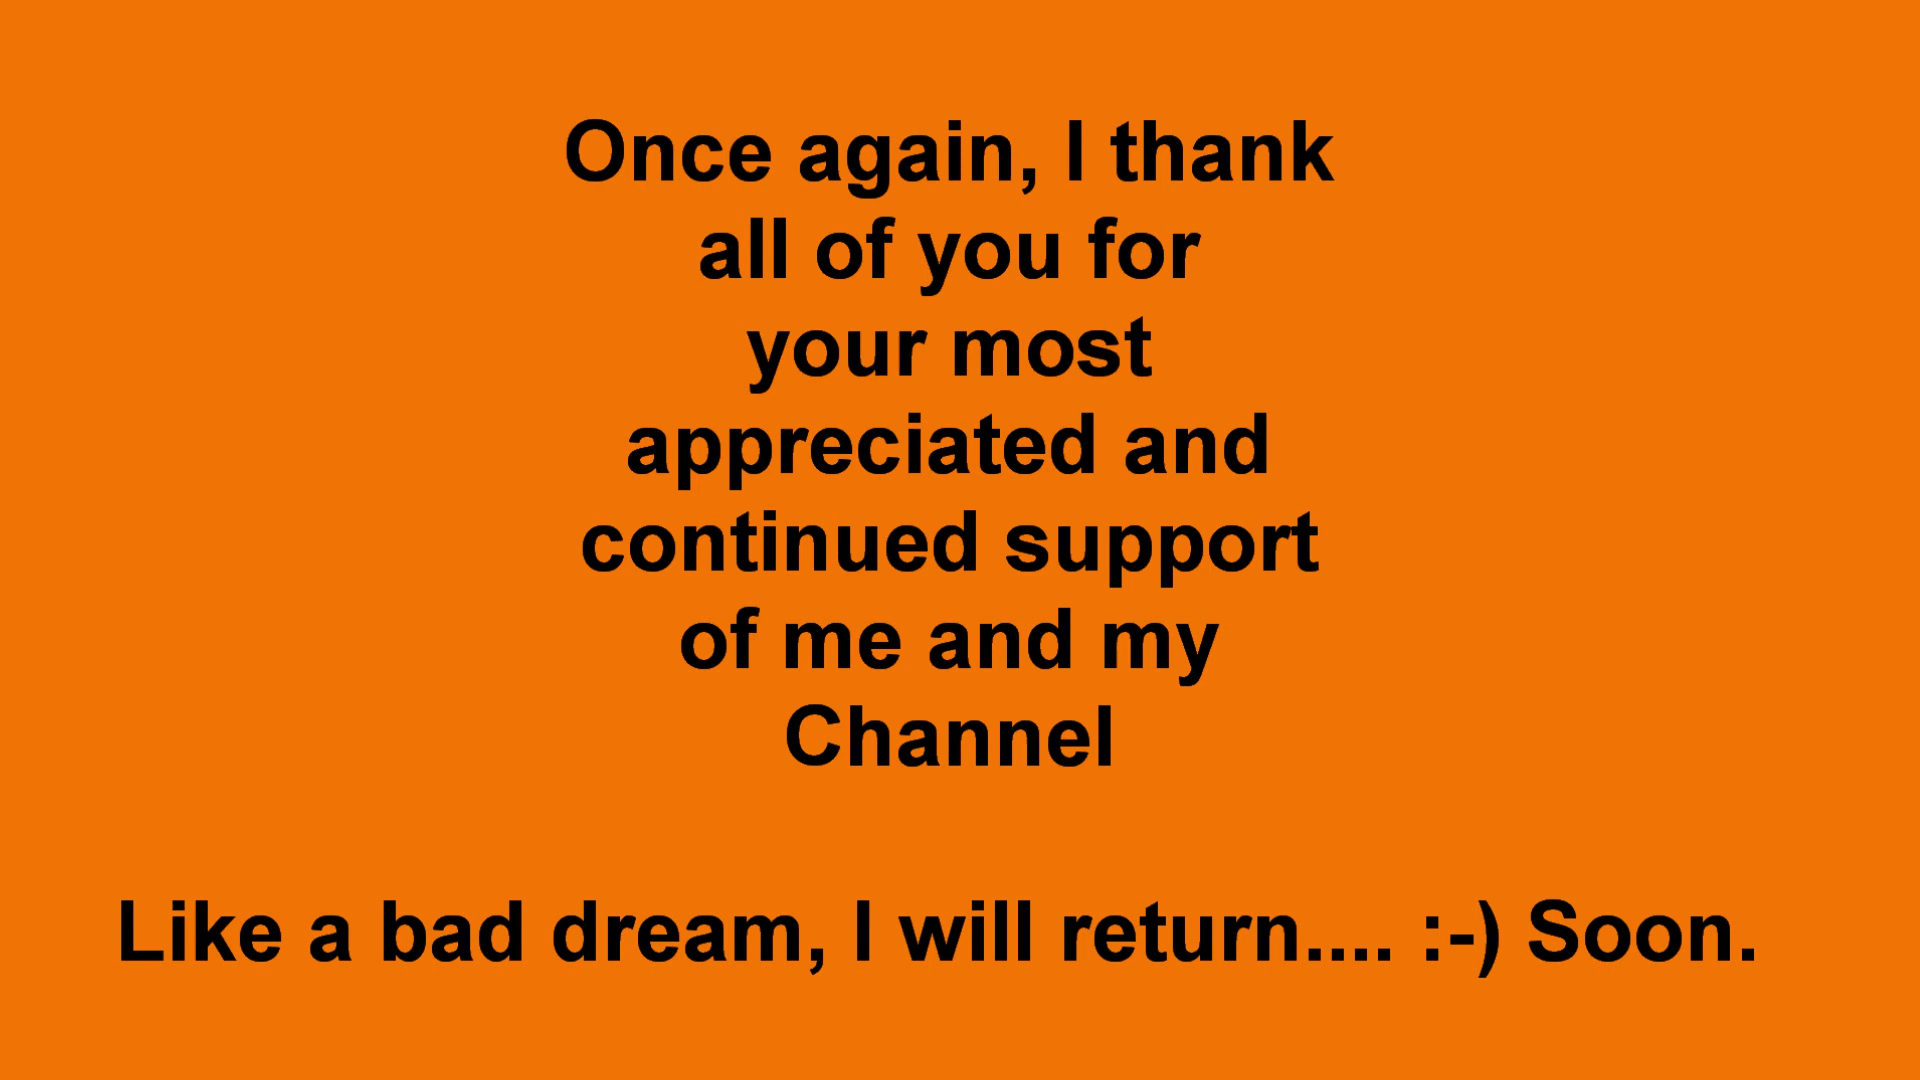 Once again, I thank
all of you for
your most
appreciated and
continued support
of me and my
Channel
Like a bad dream, I will return.... :-) Soon.